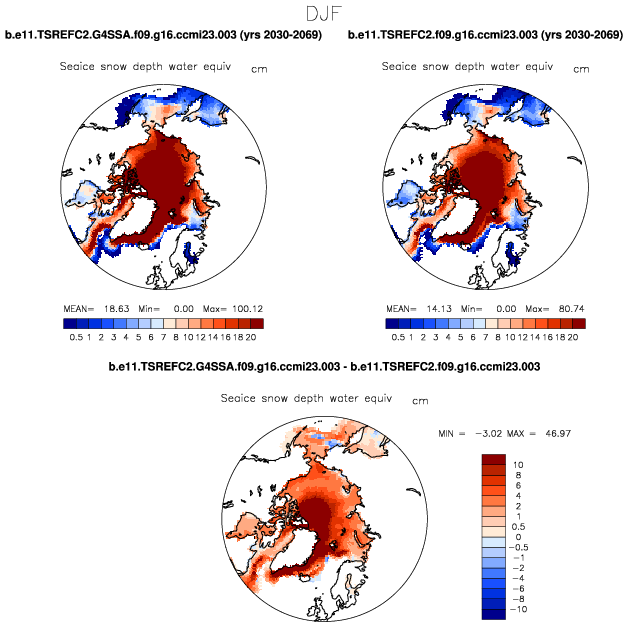 DJF
b.e11.TSREFC2.G4SSA.f09.g16.ccmi23.003 (yrs 2030-2069)
b.e11.TSREFC2.f09.g16.ccmi23.003 (yrs 2030-2069)
Seaice snow depth water equiv cm
Seaice snow depth water equiv cm
MEAN= 18.63 Min= 0.00 Max= 100.12
MEAN= 14.13 Min= 0.00 Max= 80.74
0.5 1 2 3 4 5 6 7 8 10 12 14 16 18 20
0.5 1 2 3 4 5 6 7 8 10 12 14 16 18 20
b.e11.TSREFC2.G4SSA.f09.g16.ccmi23.003 - b.e11.TSREFC2.f09.g16.ccmi23.003
Seaice snow depth water equiv cm
MIN = -3.02 MAX = 46.97
10
8
6
4
2
1
0.5
0
-0.5
-1
-2
-4
-6
-8
-10